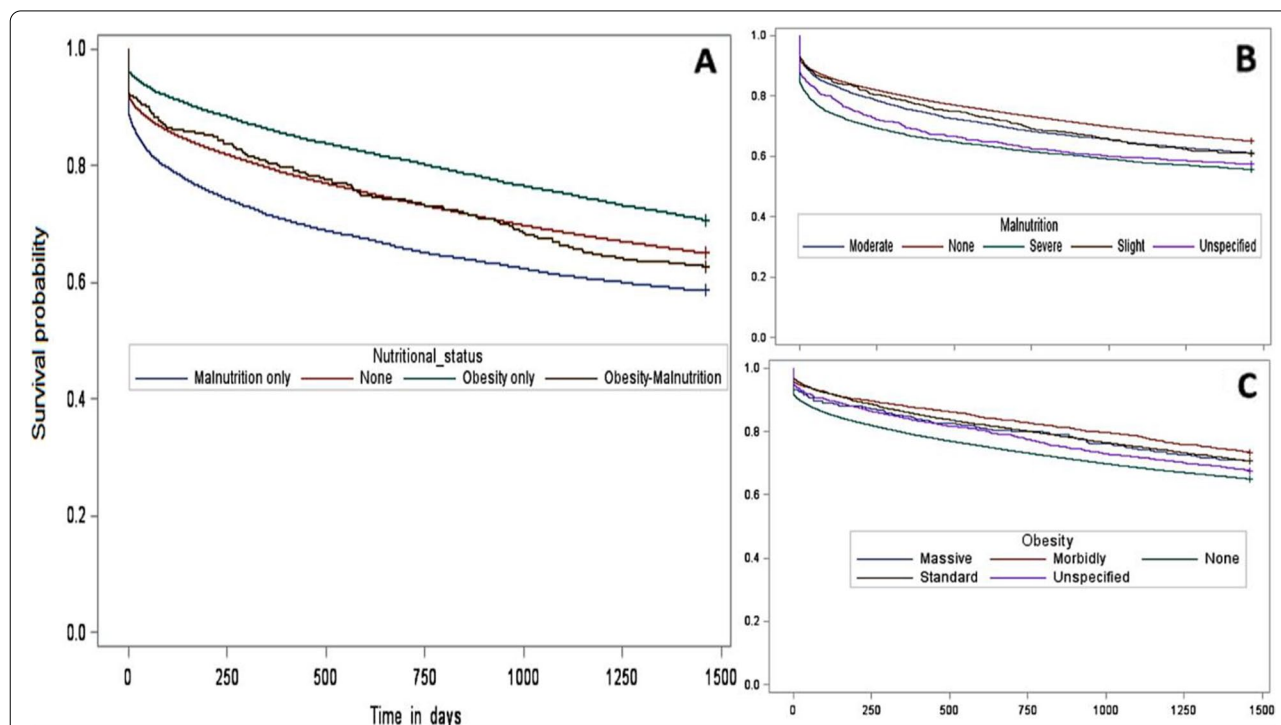 A
1.0
0.8
0.6
0.4
0.2
0.0
Survival probability
Nutritional_status
Malnutrition only None Obesity only Obesity-Malnutrition
0 250 500 750 1000 1250 1500
Time in days
B
1.0
0.8
0.6
0.4
0.2
0.0
Malnutrition
Moderate None Severe Slight Unspecified
C
1.0
0.8
0.6
0.4
0.2
0.0
Obesity
Massive Morbidly None
Standard Unspecified
0 250 500 750 1000 1250 1500